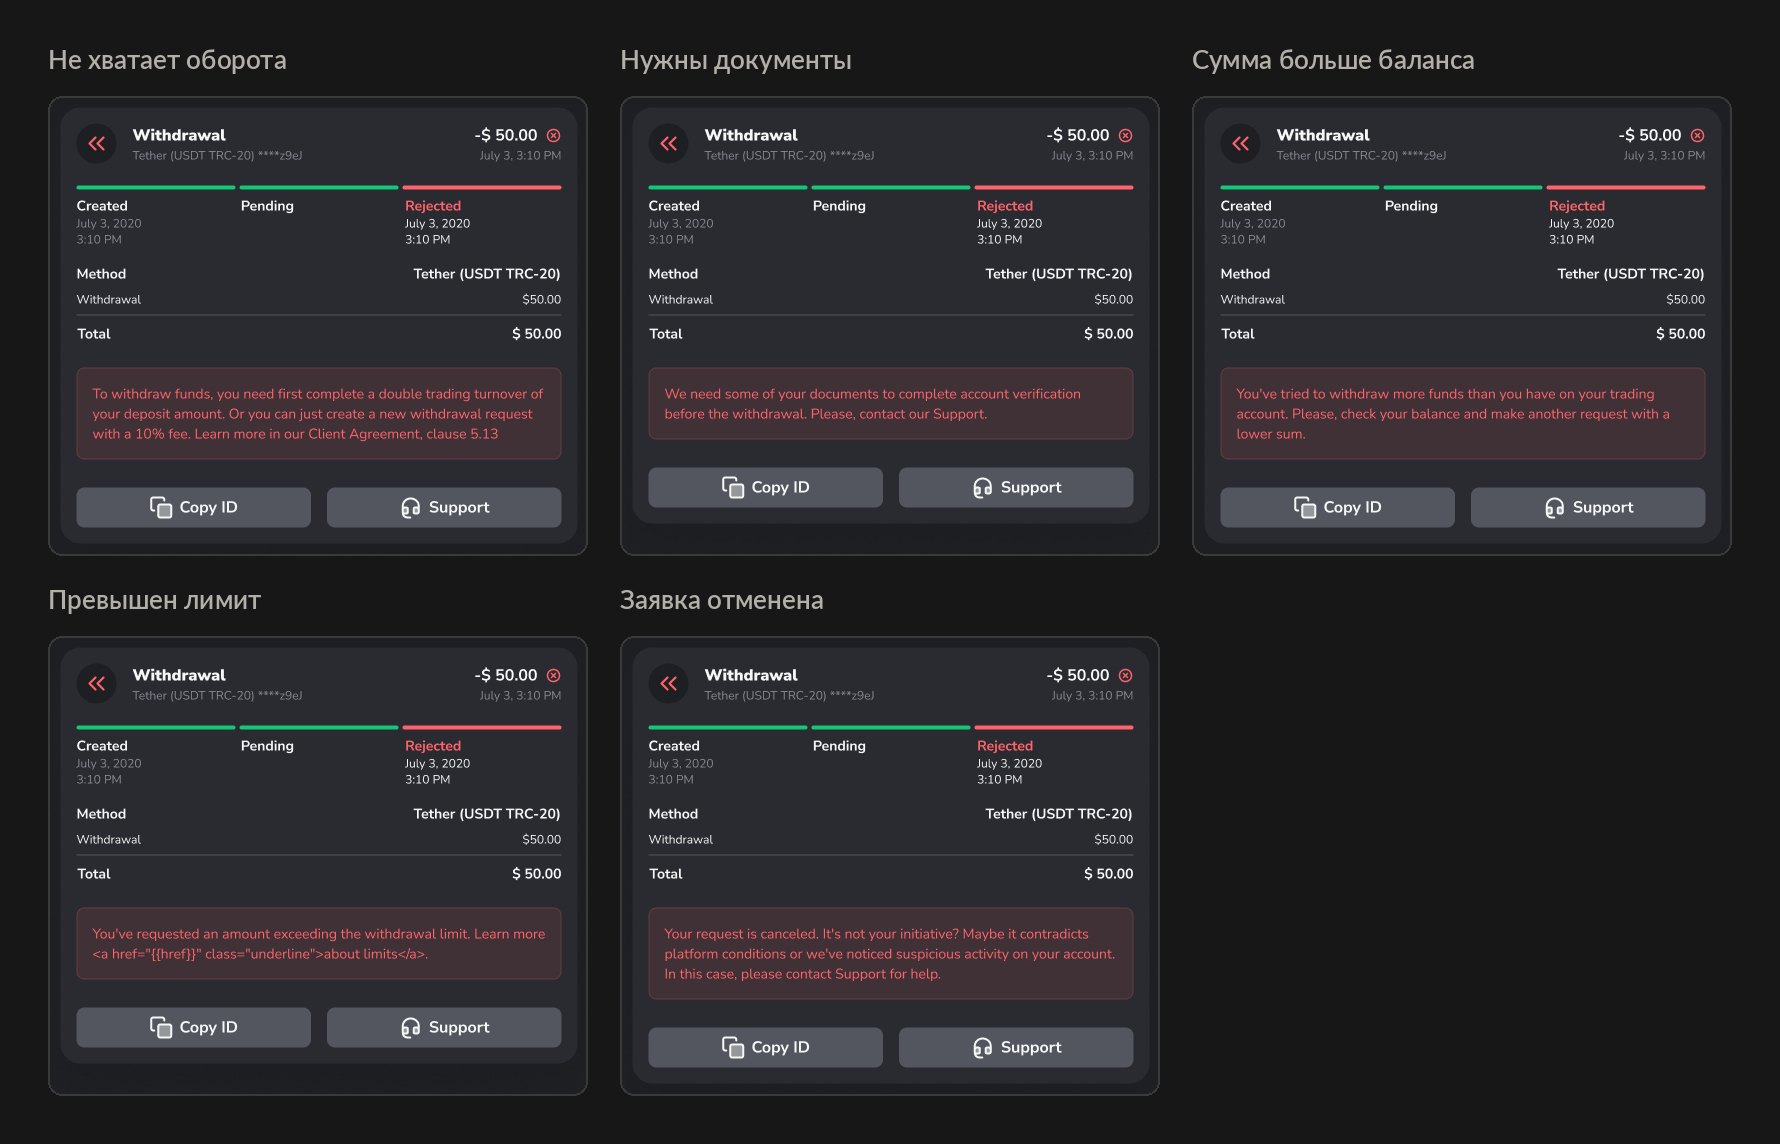 Не хватает оборота
Withdrawal
-$ 50.00
Tether (USDT TRC-20) ****z9eJ
July 3, 3:10 PM
Created
Pending
Rejected
July 3, 2020
July 3, 2020
3:10 PM
3:10 PM
Method
Tether (USDT TRC-20)
Withdrawal
$50.00
Total
$ 50.00
To withdraw funds, you need first complete a double trading turnover of
your deposit amount. Or you can just create a new withdrawal request
with a 10% fee. Learn more in our Client Agreement, clause 5.13
Copy ID
Support
Нужны документы
Withdrawal
-$ 50.00
Tether (USDT TRC-20) ****z9eJ
July 3, 3:10 PM
Created
Pending
Rejected
July 3, 2020
July 3, 2020
3:10 PM
3:10 PM
Method
Tether (USDT TRC-20)
Withdrawal
$50.00
Total
$ 50.00
We need some of your documents to complete account verification
before the withdrawal. Please, contact our Support.
Copy ID
Support
Сумма больше баланса
Withdrawal
-$ 50.00
Tether (USDT TRC-20) ****z9eJ
July 3, 3:10 PM
Created
Pending
Rejected
July 3, 2020
July 3, 2020
3:10 PM
3:10 PM
Method
Tether (USDT TRC-20)
Withdrawal
$50.00
Total
$ 50.00
You've tried to withdraw more funds than you have on your trading
account. Please, check your balance and make another request with a
lower sum.
Copy ID
Support
Превышен лимит
Withdrawal
-$ 50.00
Tether (USDT TRC-20) ****z9eJ
July 3, 3:10 PM
Created
Pending
Rejected
July 3, 2020
July 3, 2020
3:10 PM
3:10 PM
Method
Tether (USDT TRC-20)
Withdrawal
$50.00
Total
$ 50.00
You've requested an amount exceeding the withdrawal limit. Learn more
<a href="{{href}}" class="underline">about limits</a>.
Copy ID
Support
Заявка отменена
Withdrawal
-$ 50.00
Tether (USDT TRC-20) ****z9eJ
July 3, 3:10 PM
Created
Pending
Rejected
July 3, 2020
July 3, 2020
3:10 PM
3:10 PM
Method
Tether (USDT TRC-20)
Withdrawal
$50.00
Total
$ 50.00
Your request is canceled. It's not your initiative? Maybe it contradicts
platform conditions or we've noticed suspicious activity on your account.
In this case, please contact Support for help.
Copy ID
Support